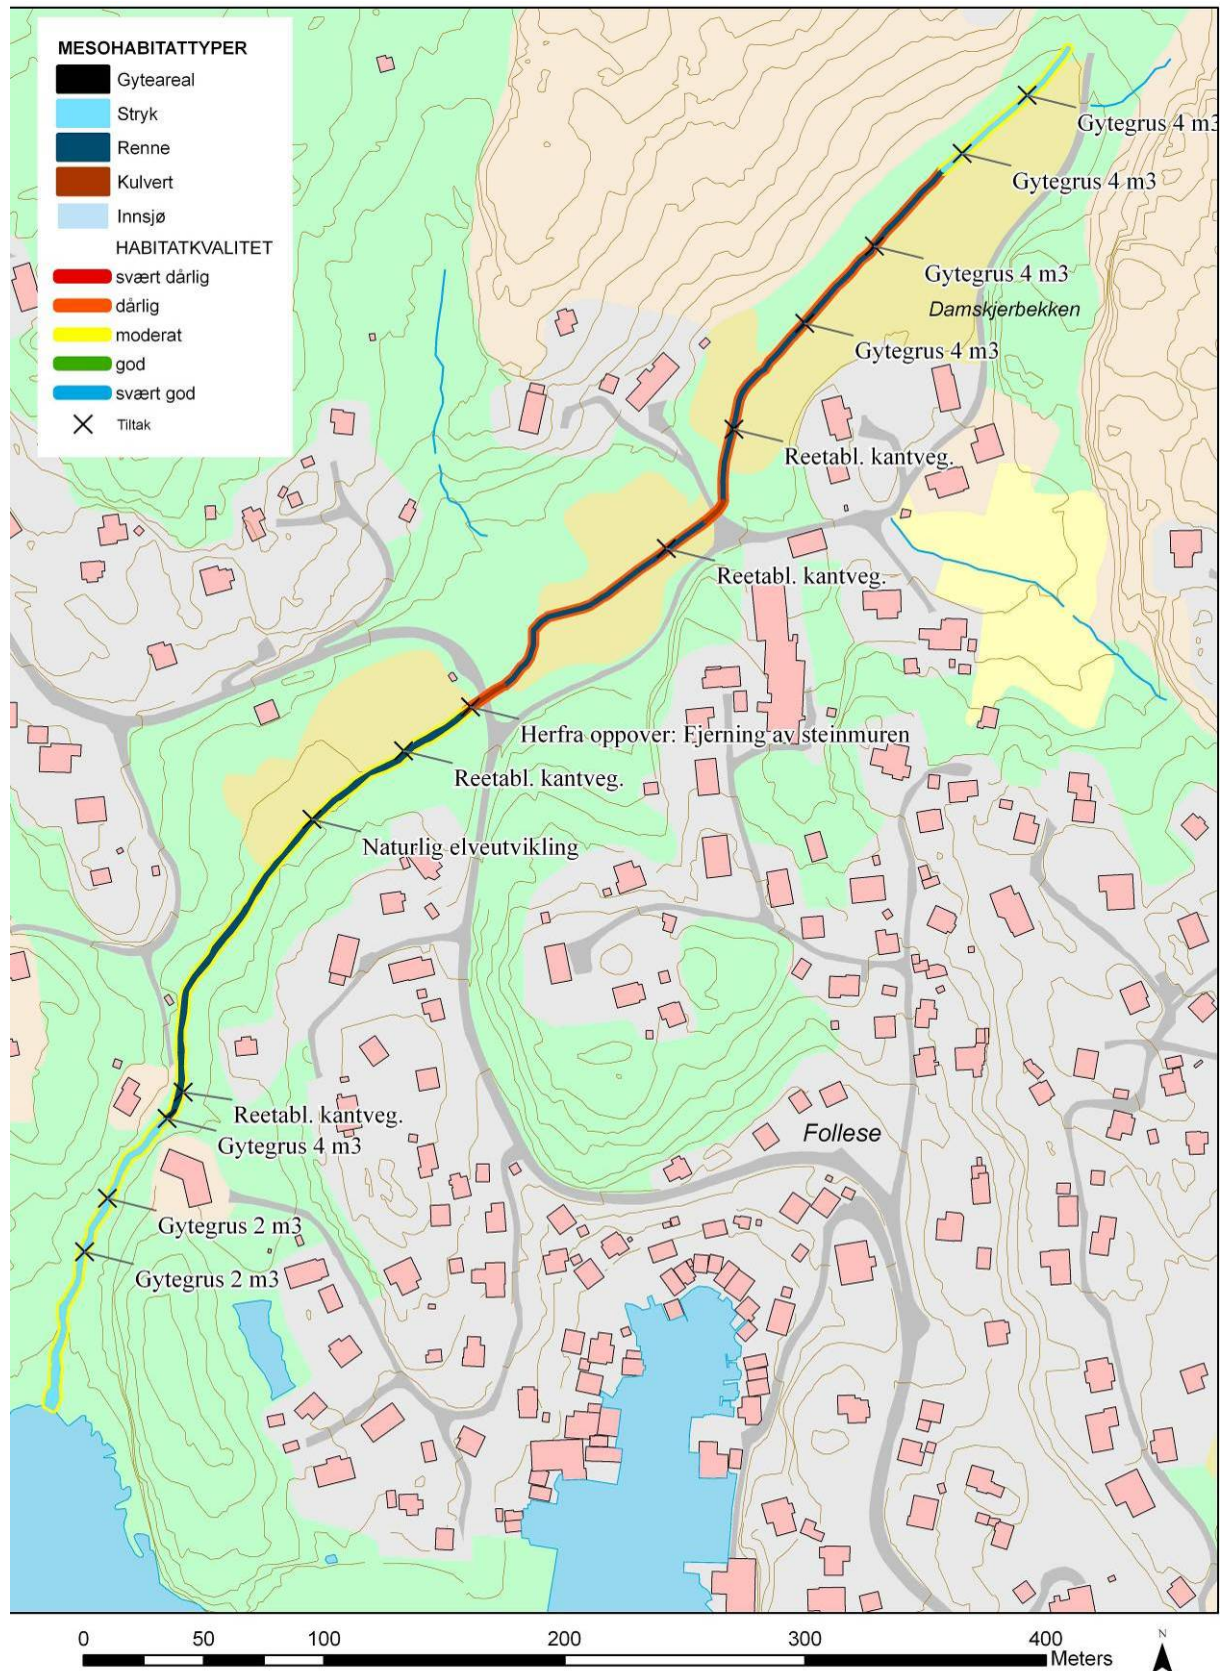 MESOHABITATTYPER
Gyteareal
Stryk
Renne
Kulvert
Innsjø
HABITATKVALITET
svært dårlig
dårlig
moderat
god
svært god
Tiltak
Gytegrus 4 m3
Gytegrus 4 m3
Gytegrus 4 m3
Damskjerbekken
Gytegrus 4 m3
Reetabl. kantveg.
Reetabl. kantveg.
Herfra oppover: Fjerning av steinmuren
Reetabl. kantveg.
Naturlig elveutvikling
Reetabl. kantveg.
Gytegrus 4 m3
Follese
Gytegrus 2 m3
Gytegrus 2 m3
0 50 100 200 300 400
Meters
N